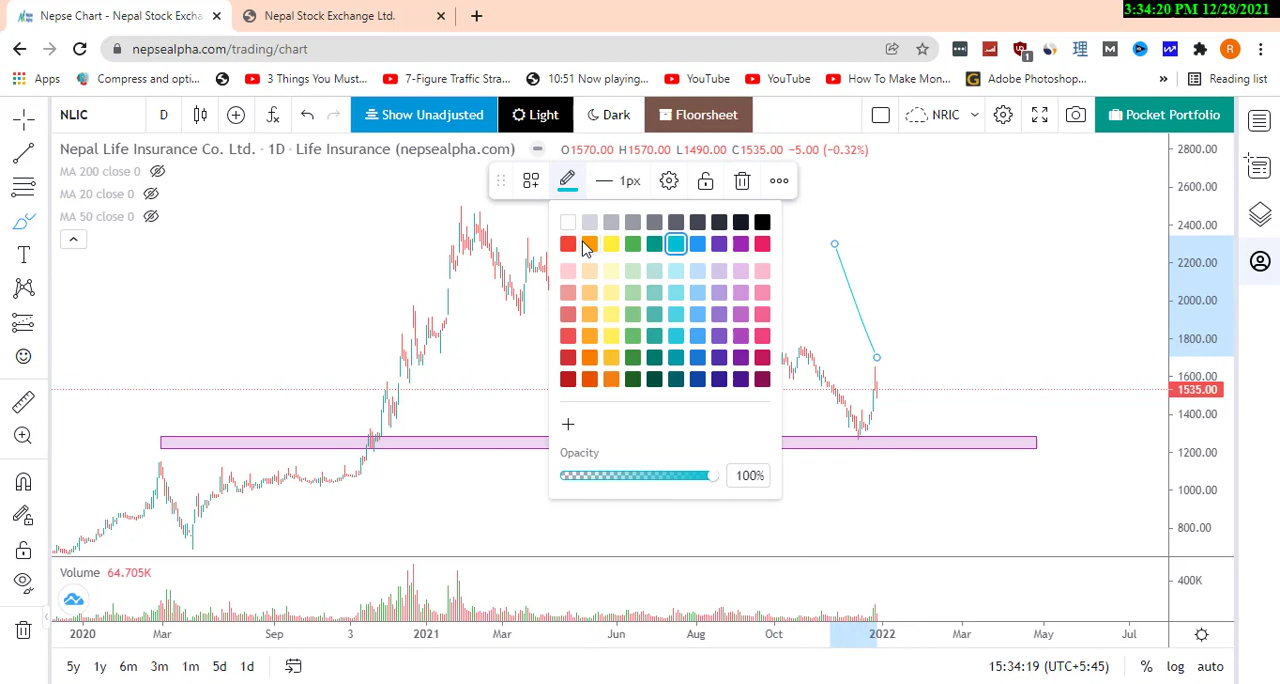 3:34:20 PM 12/28/2021
Nepse Chart - Nepal Stock Excha
Nepal Stock Exchange Ltd.
nepsealpha.com/trading/chart
Apps
Compress and opti...
3 Things You Must...
7-Figure Traffic Stra...
10:51 Now playing...
YouTube
YouTube
How To Make Mon...
Adobe Photoshop...
»
Reading list
NLIC
D
Show Unadjusted
Light
Dark
Floorsheet
NRIC
Pocket Portfolio
Nepal Life Insurance Co. Ltd. · 1D · Life Insurance (nepsealpha.com)
O1570.00 H1570.00 L1490.00 C1535.00 −5.00 (−0.32%)
MA 200 close 0
MA 20 close 0
MA 50 close 0
1px
Opacity
100%
2800.00
2600.00
2400.00
2200.00
2000.00
1800.00
1600.00
1535.00
1400.00
1200.00
1000.00
800.00
Volume 64.705K
400K
2020 Mar Sep 3 2021 Mar Jun Aug Oct 2022 Mar May Jul
5y 1y 6m 3m 1m 5d 1d
15:34:19 (UTC+5:45) % log auto